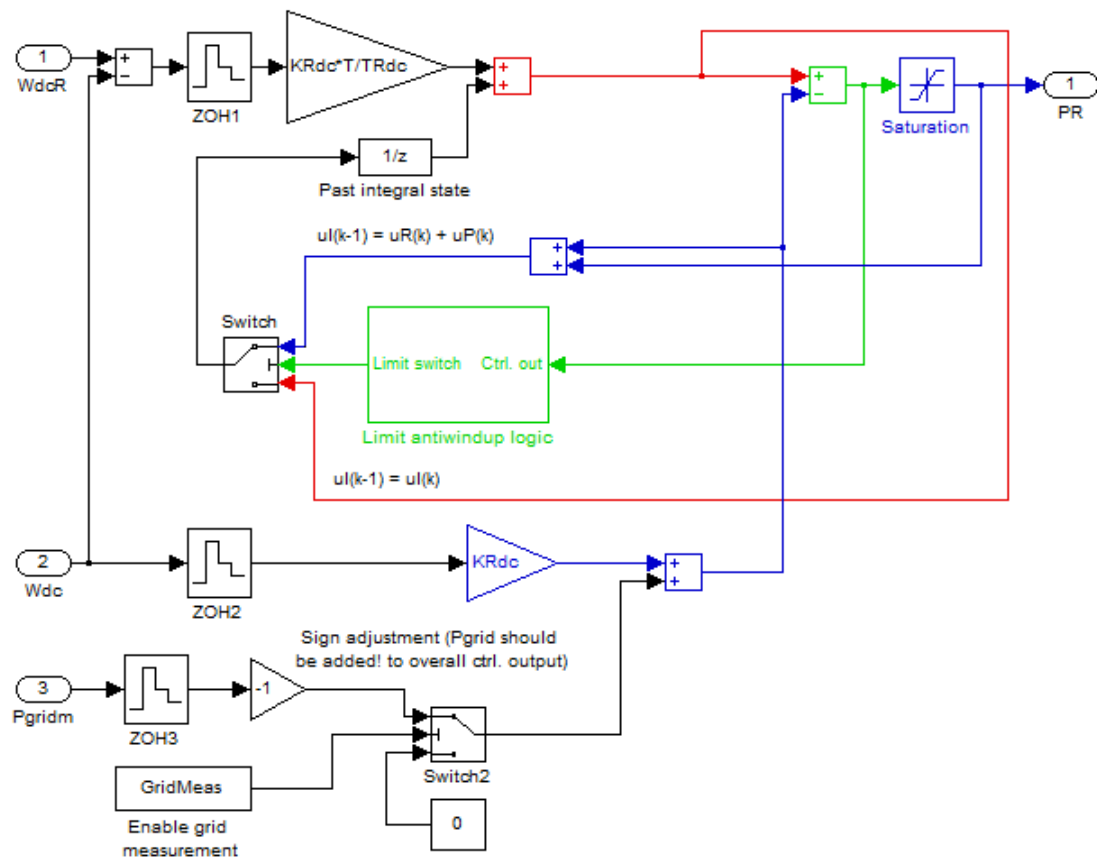 1
WdcR
+
−
ZOH1
KRdc*T/TRdc
+
+
+
−
Saturation
1
PR
1/z
Past integral state
uI(k-1) = uR(k) + uP(k)
+
+
Switch
Limit switch
Ctrl. out
Limit antiwindup logic
uI(k-1) = uI(k)
2
Wdc
ZOH2
KRdc
+
+
Sign adjustment (Pgrid should
be added! to overall ctrl. output)
3
Pgridm
ZOH3
-1
Switch2
GridMeas
Enable grid
measurement
0